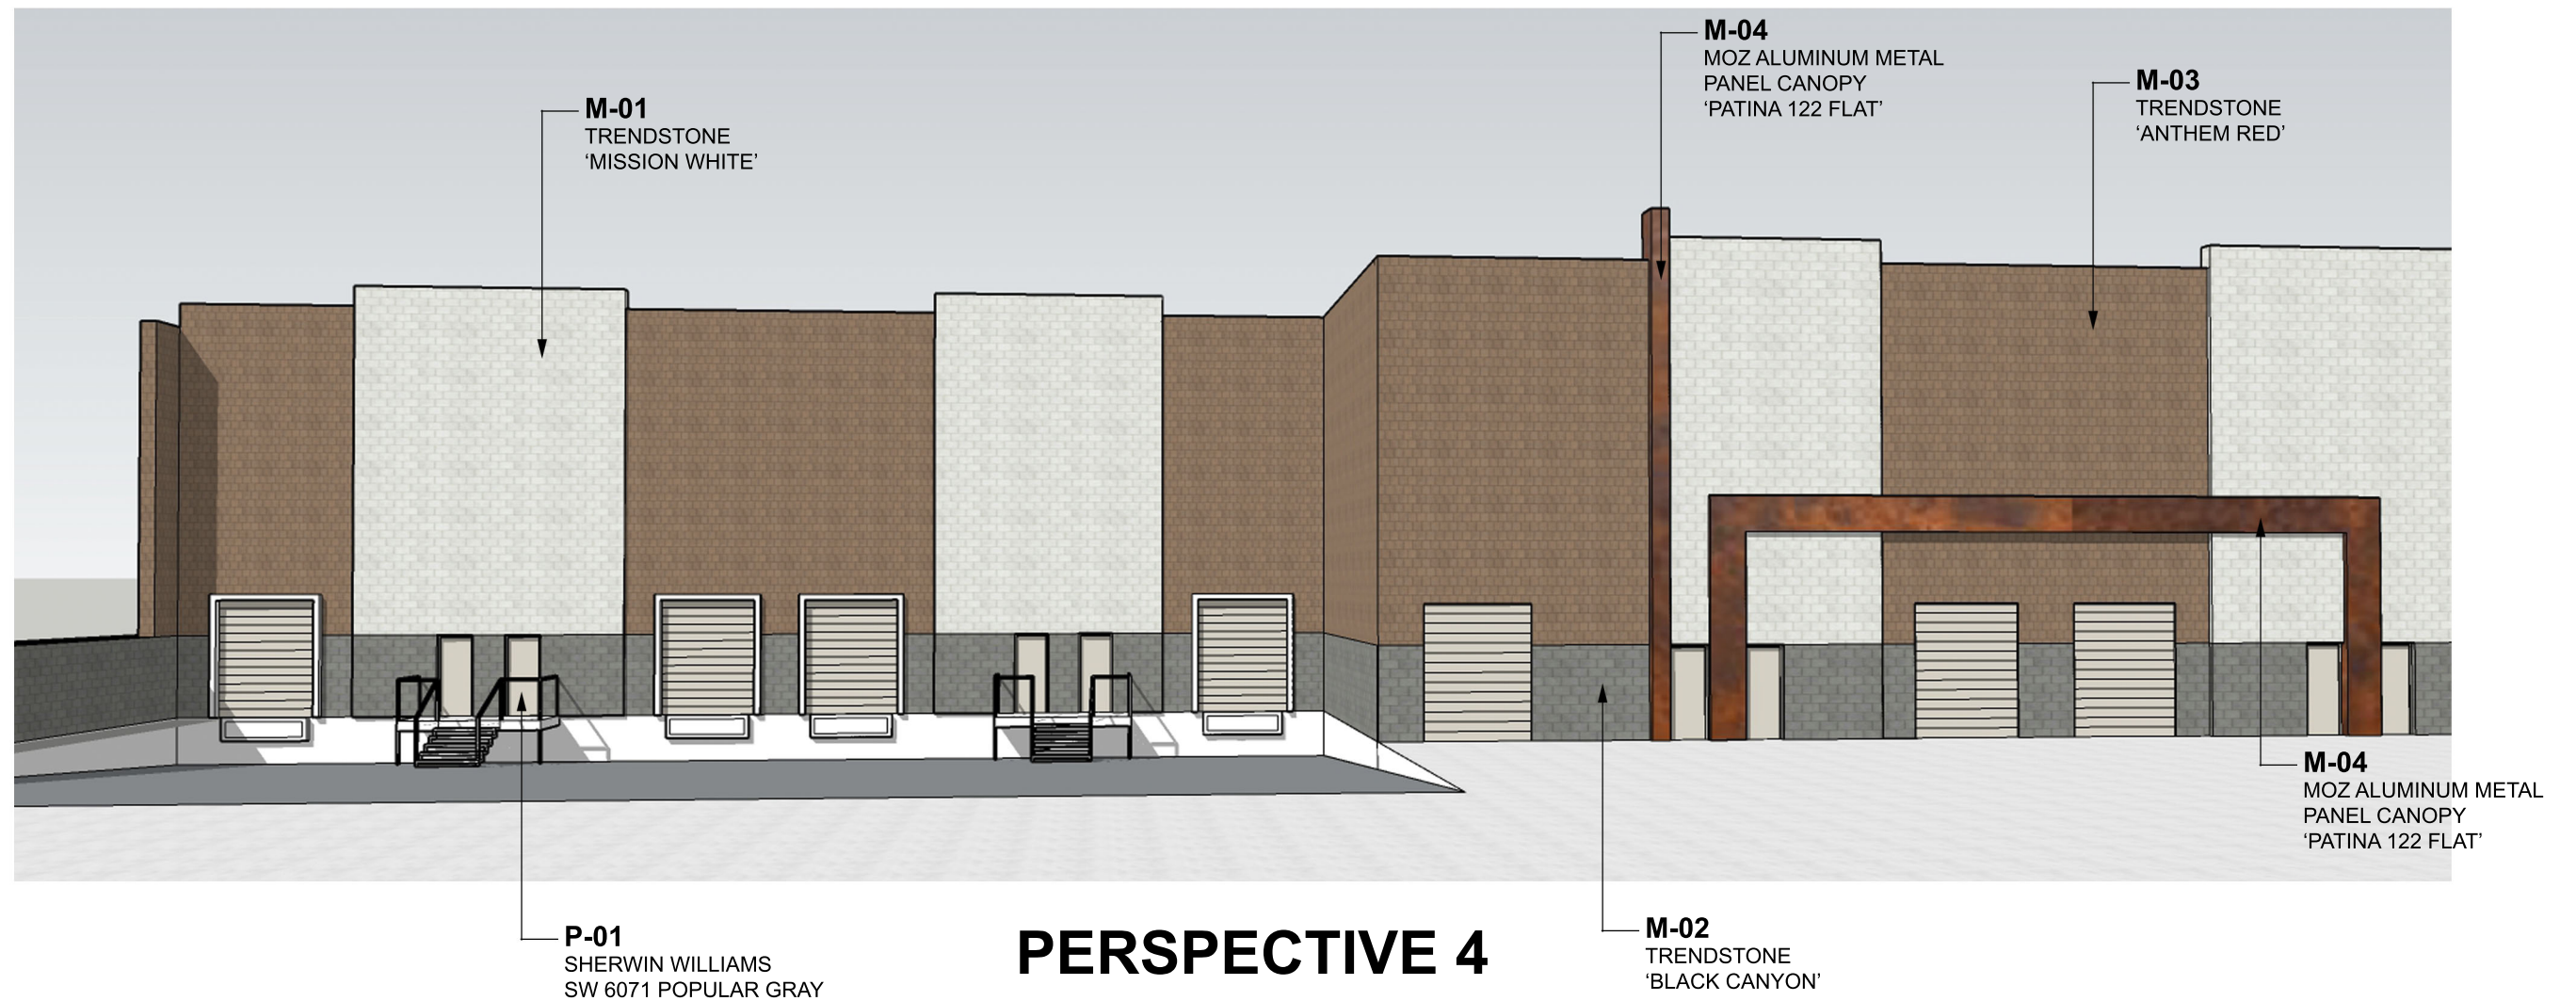 M-04
MOZ ALUMINUM METAL
PANEL CANOPY
‘PATINA 122 FLAT’
M-03
TRENDSTONE
‘ANTHEM RED’
M-01
TRENDSTONE
‘MISSION WHITE’
M-04
MOZ ALUMINUM METAL
PANEL CANOPY
‘PATINA 122 FLAT’
P-01
SHERWIN WILLIAMS
SW 6071 POPULAR GRAY
PERSPECTIVE 4
M-02
TRENDSTONE
‘BLACK CANYON’